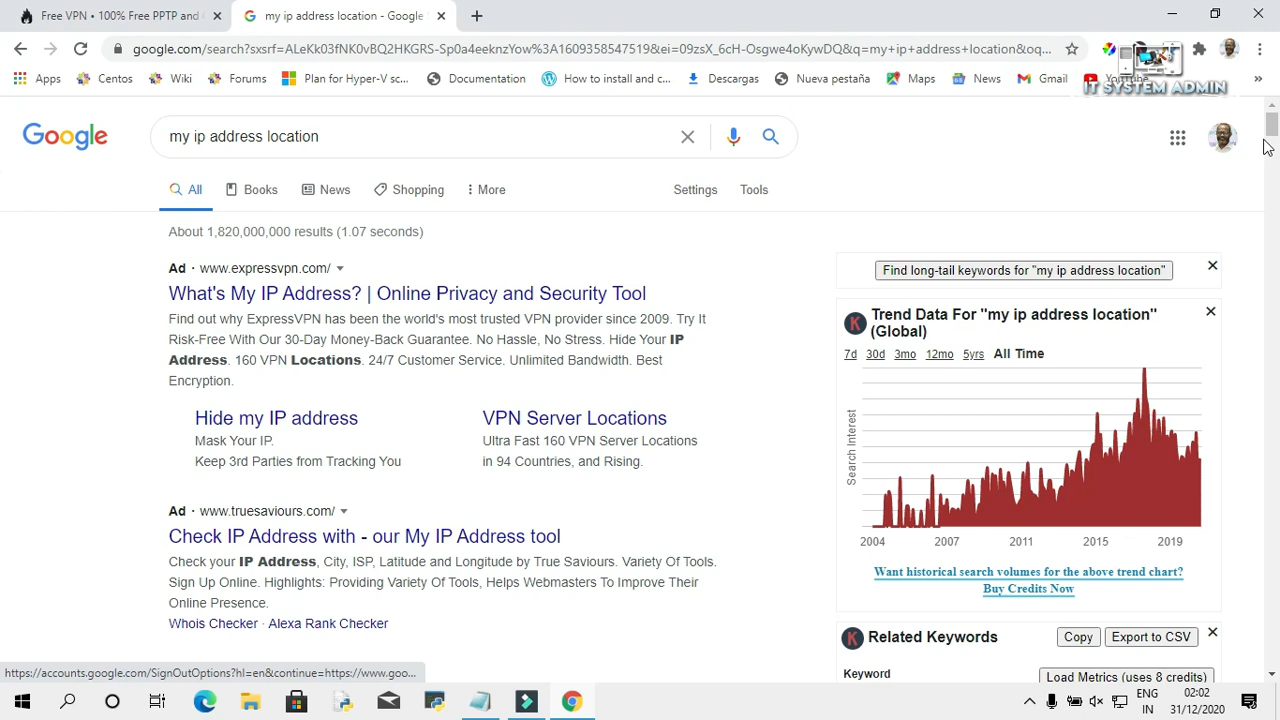 Free VPN • 100% Free PPTP and
my ip address location - Google
google.com/search?sxsrf=ALeKk03fNK0vBQ2HKGRS-Sp0a4eeknzYow%3A1609358547519&ei=09zsX_6cH-Osgwe4oKywDQ&q=my+ip+address+location&oq...
Apps Centos Wiki Forums Plan for Hyper-V sc... Documentation How to install and c... Descargas Nueva pestaña Maps News Gmail YouTube »
IT SYSTEM ADMIN
Google
my ip address location
All Books News Shopping More Settings Tools
About 1,820,000,000 results (1.07 seconds)
Ad · www.expressvpn.com/
What's My IP Address? | Online Privacy and Security Tool
Find out why ExpressVPN has been the world's most trusted VPN provider since 2009. Try It
Risk-Free With Our 30-Day Money-Back Guarantee. No Hassle, No Stress. Hide Your IP
Address. 160 VPN Locations. 24/7 Customer Service. Unlimited Bandwidth. Best
Encryption.
Hide my IP address
Mask Your IP.
Keep 3rd Parties from Tracking You
VPN Server Locations
Ultra Fast 160 VPN Server Locations
in 94 Countries, and Rising.
Ad · www.truesaviours.com/
Check IP Address with - our My IP Address tool
Check your IP Address, City, ISP, Latitude and Longitude by True Saviours. Variety Of Tools.
Sign Up Online. Highlights: Providing Variety Of Tools, Helps Webmasters To Improve Their
Online Presence.
Whois Checker · Alexa Rank Checker
Find long-tail keywords for "my ip address location"
K
Trend Data For "my ip address location"
(Global)
7d 30d 3mo 12mo 5yrs All Time
Search Interest
2004 2007 2011 2015 2019
Want historical search volumes for the above trend chart?
Buy Credits Now
K Related Keywords Copy Export to CSV
Keyword Load Metrics (uses 8 credits)
https://accounts.google.com/SignOutOptions?hl=en&continue=https://www.goo...
ENG
IN
02:02
31/12/2020